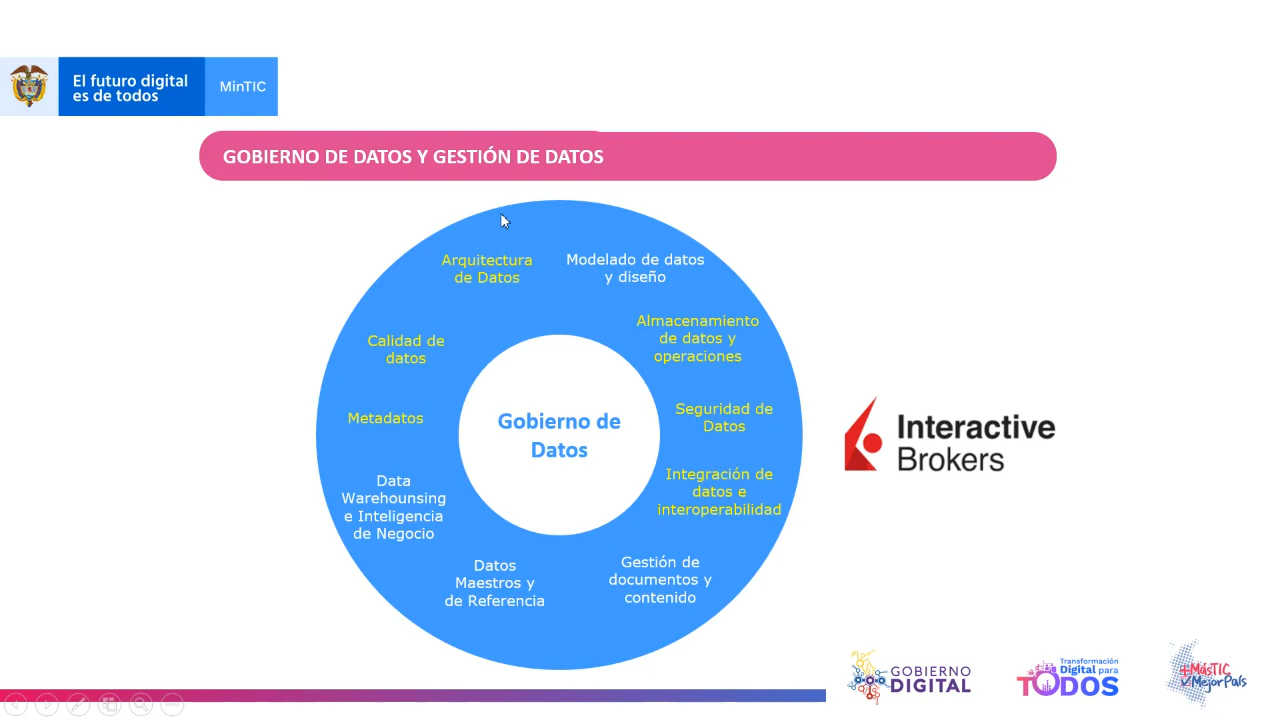 El futuro digital
es de todos
MinTIC
GOBIERNO DE DATOS Y GESTIÓN DE DATOS
Arquitectura
de Datos
Modelado de datos
y diseño
Almacenamiento
de datos y
operaciones
Calidad de
datos
Metadatos
Gobierno de
Datos
Seguridad de
Datos
Integración de
datos e
interoperabilidad
Data
Warehounsing
e Inteligencia
de Negocio
Datos
Maestros y
de Referencia
Gestión de
documentos y
contenido
Interactive
Brokers
GOBIERNO
DIGITAL
Transformación
Digital para
TODOS
+MásTIC
MejorPaís